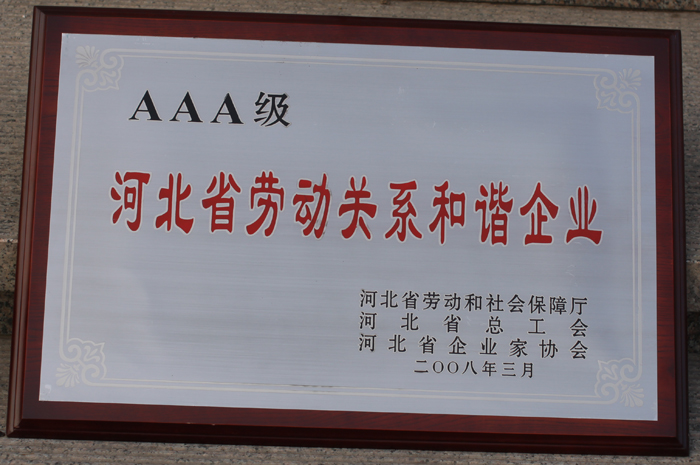 AAA级
河北省劳动关系和谐企业
河北省劳动和社会保障厅
河北省总工会
河北省企业家协会
二〇〇八年三月